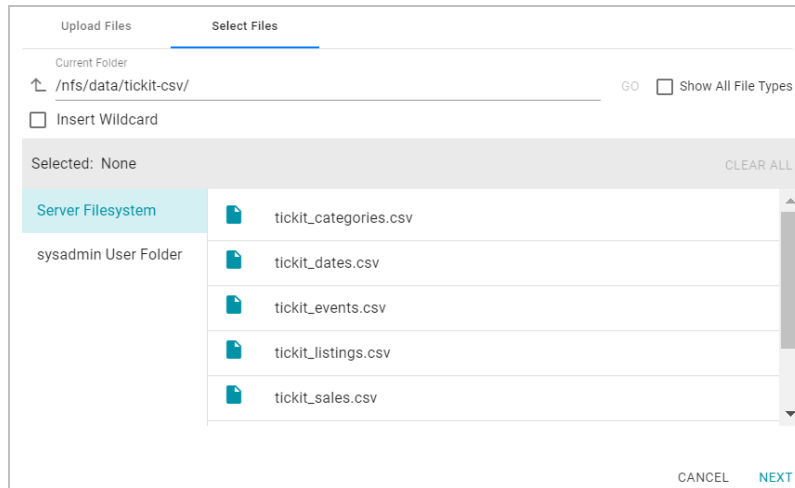 Upload Files Select Files
Current Folder
/nfs/data/tickit-csv/ GO Show All File Types
Insert Wildcard
Selected: None CLEAR ALL
Server Filesystem
sysadmin User Folder
tickit_categories.csv
tickit_dates.csv
tickit_events.csv
tickit_listings.csv
tickit_sales.csv
CANCEL NEXT